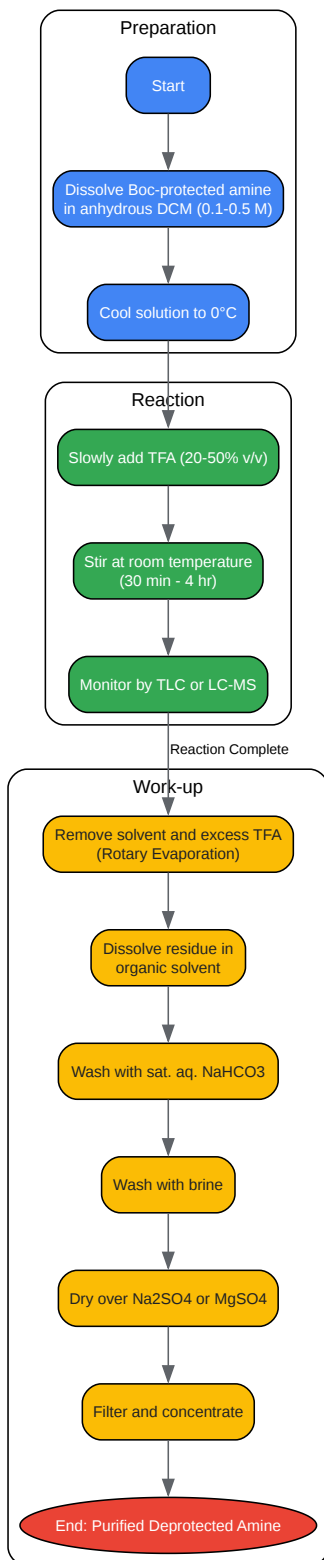 Preparation
Start
Dissolve Boc-protected amine
in anhydrous DCM (0.1-0.5 M)
Cool solution to 0°C
Reaction
Slowly add TFA (20-50% v/v)
Stir at room temperature
(30 min - 4 hr)
Monitor by TLC or LC-MS
Reaction Complete
Work-up
Remove solvent and excess TFA
(Rotary Evaporation)
Dissolve residue in
organic solvent
Wash with sat. aq. NaHCO3
Wash with brine
Dry over Na2SO4 or MgSO4
Filter and concentrate
End: Purified Deprotected Amine